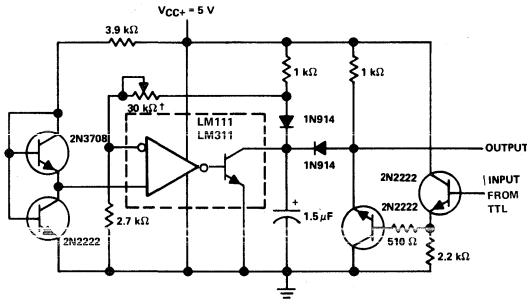 VCC+ = 5 V
3.9 kΩ
1 kΩ
1 kΩ
30 kΩ †
LM111
LM311
1N914
2N3708
1N914
OUTPUT
2N2222
INPUT
FROM
TTL
2N2222
1.5 μF
+
2.7 kΩ
2N2222
510 Ω
2.2 kΩ